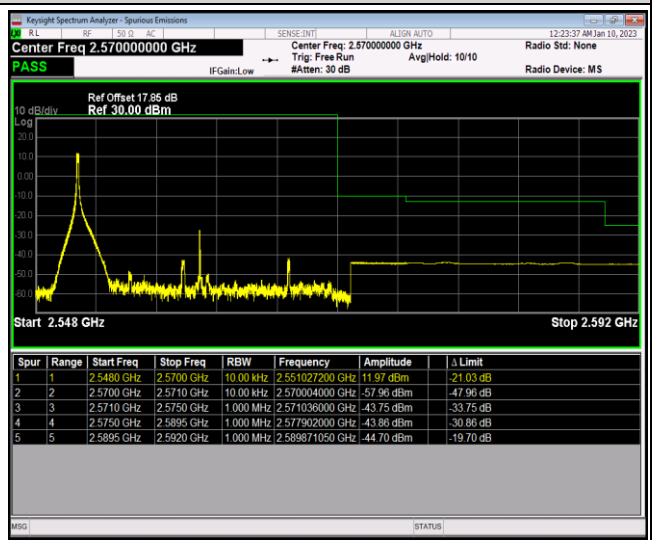 Keysight Spectrum Analyzer - Spurious Emissions
RL RF 50 Ω AC SENSE:INT ALIGN AUTO 12:23:37 AM Jan 10, 2023
Center Freq 2.570000000 GHz Center Freq: 2.570000000 GHz Radio Std: None
Trig: Free Run Avg|Hold: 10/10
PASS IFGain:Low #Atten: 30 dB Radio Device: MS
Ref Offset 17.85 dB
10 dB/div Ref 30.00 dBm
Log
20.0
10.0
0.00
-10.0
-20.0
-30.0
-40.0
-50.0
-60.0
Start 2.548 GHz Stop 2.592 GHz
Spur Range Start Freq Stop Freq RBW Frequency Amplitude Δ Limit
1 1 2.5480 GHz 2.5700 GHz 10.00 kHz 2.551027200 GHz 11.97 dBm -21.03 dB
2 2 2.5700 GHz 2.5710 GHz 10.00 kHz 2.570004000 GHz -57.96 dBm -47.96 dB
3 3 2.5710 GHz 2.5750 GHz 1.000 MHz 2.571036000 GHz -43.75 dBm -33.75 dB
4 4 2.5750 GHz 2.5895 GHz 1.000 MHz 2.577902000 GHz -43.86 dBm -30.86 dB
5 5 2.5895 GHz 2.5920 GHz 1.000 MHz 2.589871050 GHz -44.70 dBm -19.70 dB
MSG STATUS